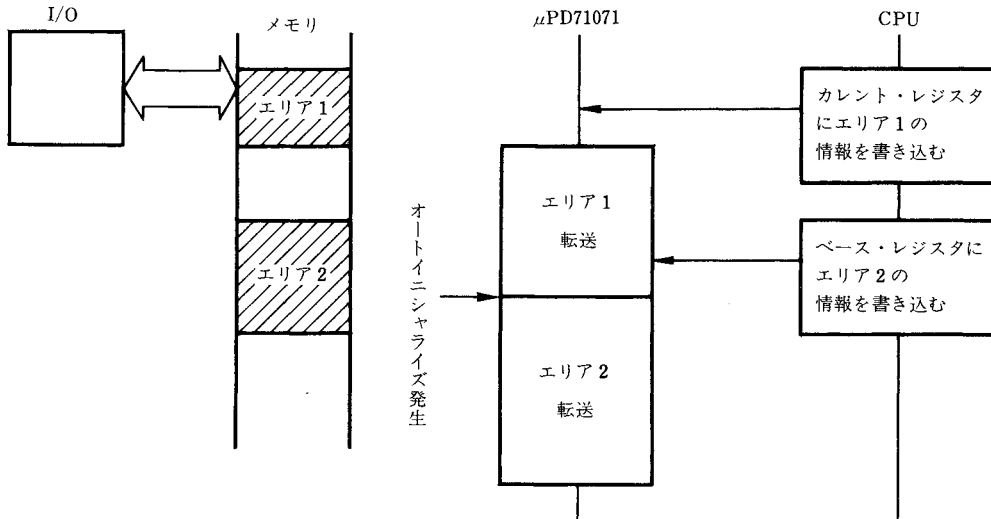 I/O
メモリ
エリア1
エリア2
μPD71071
CPU
カレント・レジスタ
にエリア1の
情報を書き込む
エリア1
転送
ベース・レジスタに
エリア2の
情報を書き込む
オートイニシャライズ発生
エリア2
転送